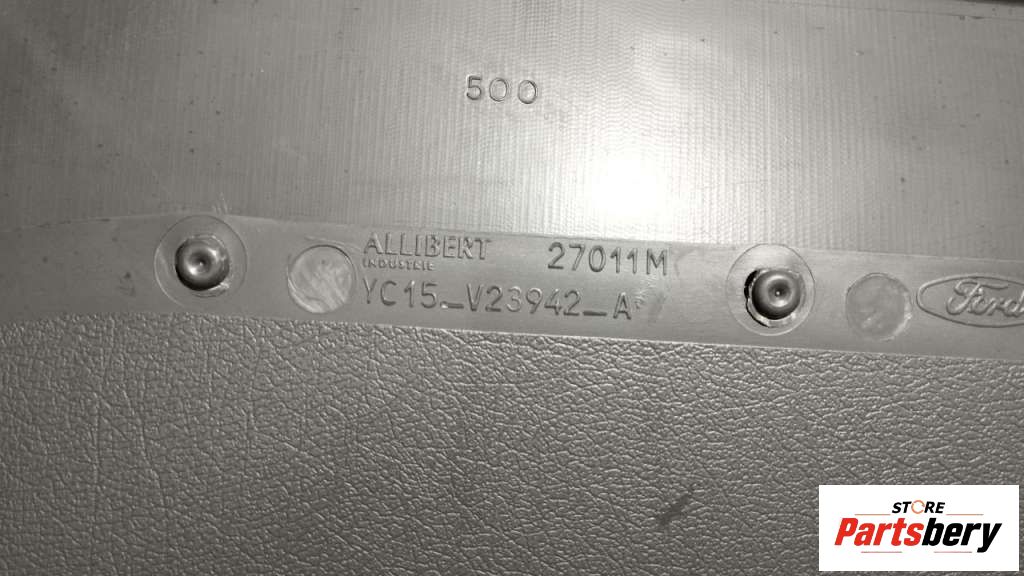 500
ALLIBERT 27011M
INDUSTRIE
YC15_V23942_A
Ford
STORE
Partsbery